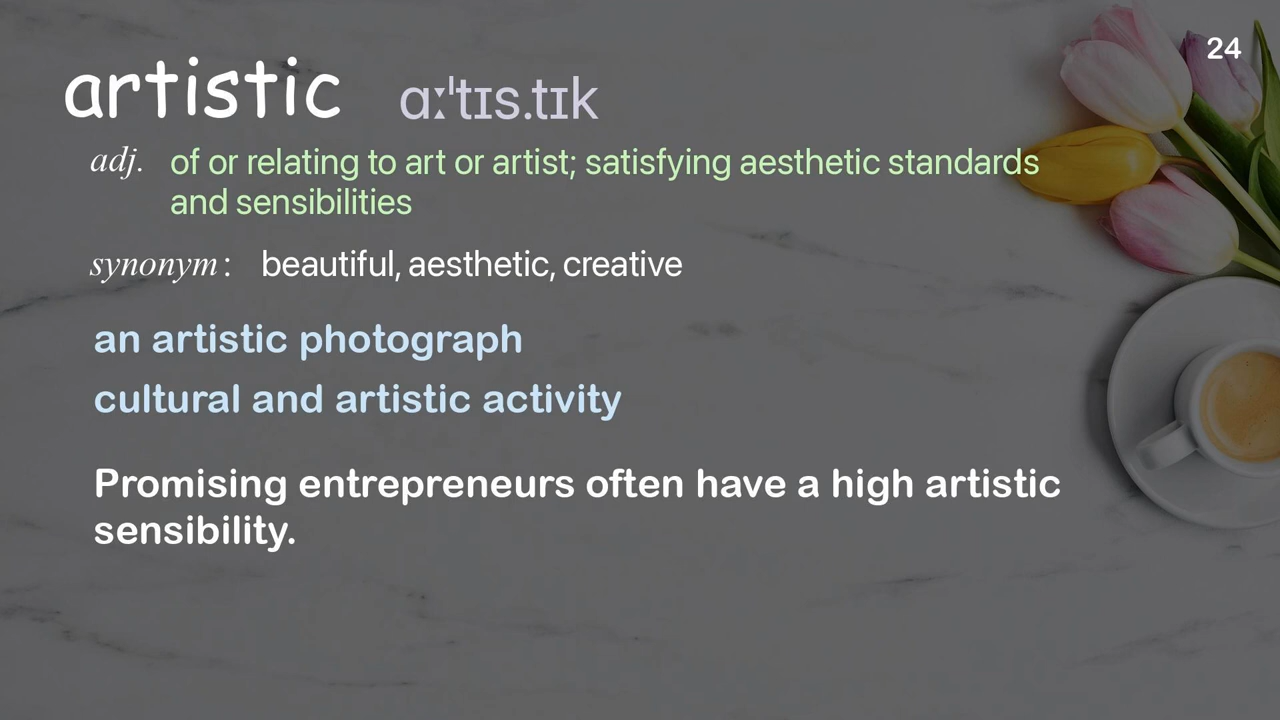 24
artistic ɑːˈtɪs.tɪk
adj. of or relating to art or artist; satisfying aesthetic standards
and sensibilities
synonym: beautiful, aesthetic, creative
an artistic photograph
cultural and artistic activity
Promising entrepreneurs often have a high artistic
sensibility.